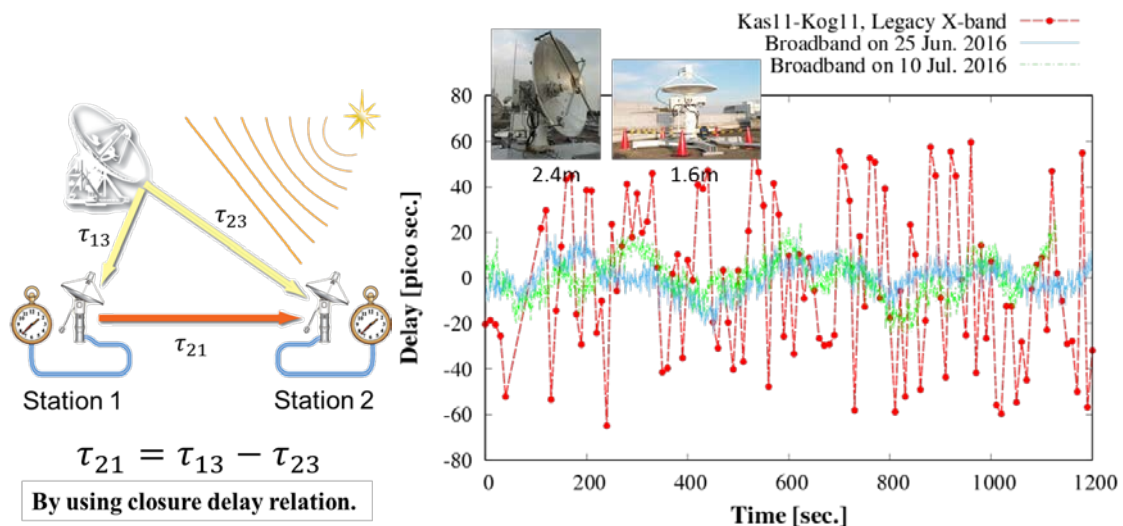 τ₁₃
τ₂₃
τ₂₁
Station 1
Station 2
τ₂₁ = τ₁₃ − τ₂₃
By using closure delay relation.
Kas11-Kog11, Legacy X-band
Broadband on 25 Jun. 2016
Broadband on 10 Jul. 2016
2.4m
1.6m
Delay [pico sec.]
80
60
40
20
0
-20
-40
-60
-80
0 200 400 600 800 1000 1200
Time [sec.]